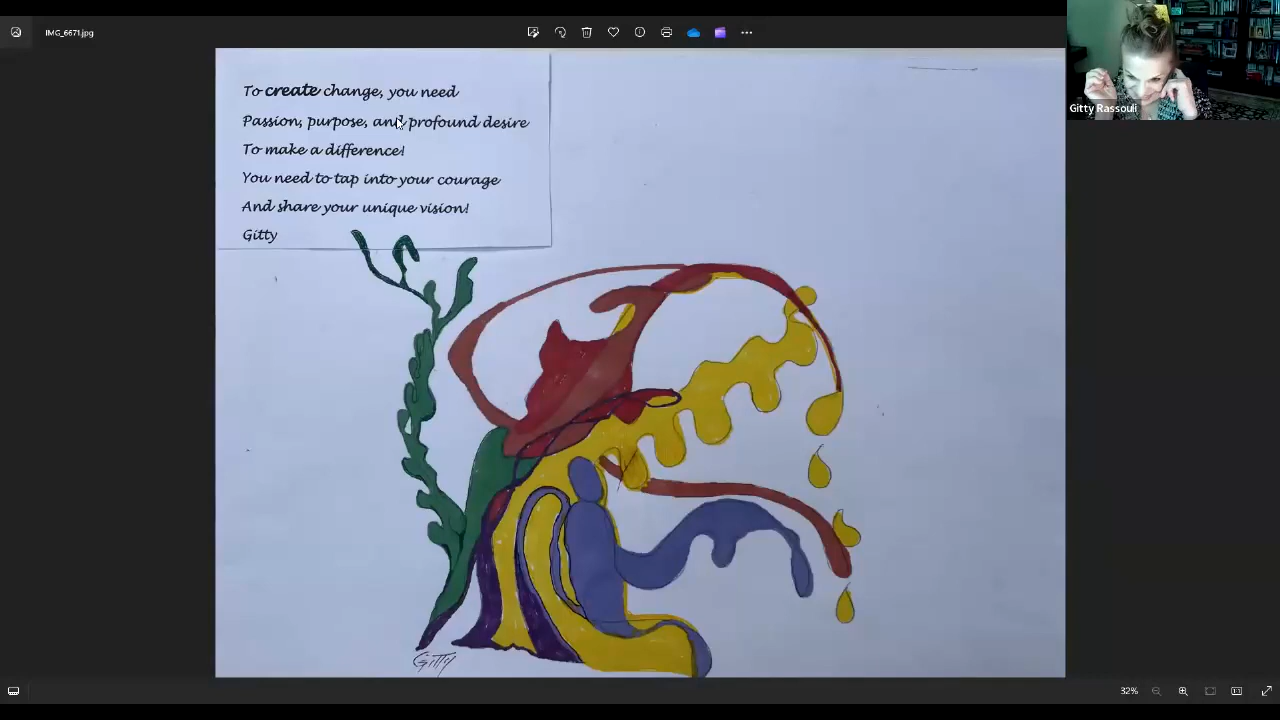 IMG_6671.jpg
Gitty Rassouli
To create change, you need
Passion, purpose, and profound desire
To make a difference!
You need to tap into your courage
And share your unique vision!
Gitty
GITTY
32%